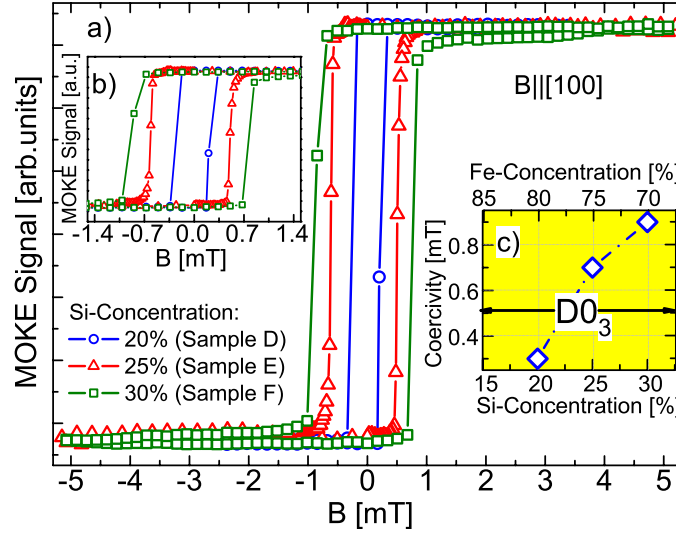 a)
MOKE Signal [arb.units]
b)
MOKE Signal [a.u.]
-1.4 -0.7 0.0 0.7 1.4
B [mT]
B||[100]
Fe-Concentration[%]
85 80 75 70
c)
Coercivity [mT]
0.8
0.6
0.4
D0₃
15 20 25 30
Si-Concentration [%]
Si-Concentration:
20% (Sample D)
25% (Sample E)
30% (Sample F)
-5 -4 -3 -2 -1 0 1 2 3 4 5
B [mT]